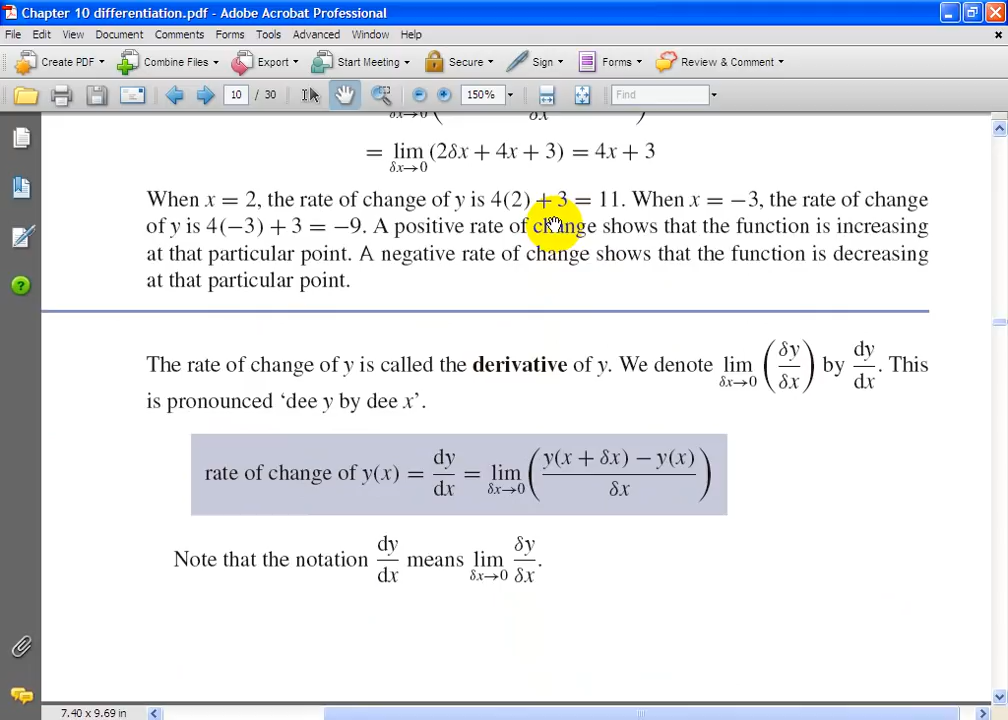 Chapter 10 differentiation.pdf - Adobe Acrobat Professional
File Edit View Document Comments Forms Tools Advanced Window Help
Create PDF Combine Files Export Start Meeting Secure Sign Forms Review & Comment
10 / 30 150% Find
δx→0 ( δx )
= lim (2δx + 4x + 3) = 4x + 3
δx→0
When x = 2, the rate of change of y is 4(2) + 3 = 11. When x = −3, the rate of change
of y is 4(−3) + 3 = −9. A positive rate of change shows that the function is increasing
at that particular point. A negative rate of change shows that the function is decreasing
at that particular point.
The rate of change of y is called the derivative of y. We denote lim δx→0 (δy/δx) by dy/dx. This
is pronounced ‘dee y by dee x’.
rate of change of y(x) = dy/dx = lim δx→0 ((y(x + δx) − y(x))/δx)
Note that the notation dy/dx means lim δx→0 δy/δx.
7.40 x 9.69 in